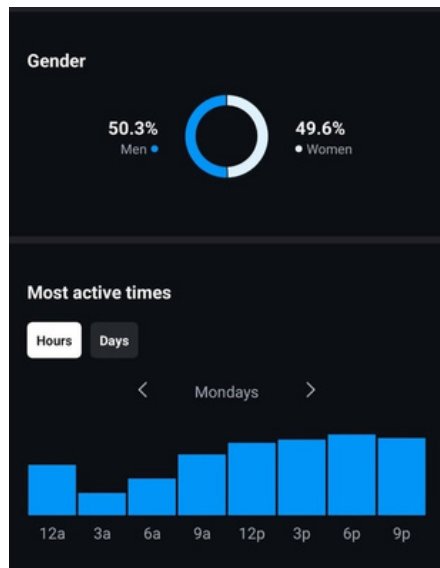 Gender
50.3%
Men
49.6%
Women
Most active times
Hours Days
Mondays
12a 3a 6a 9a 12p 3p 6p 9p